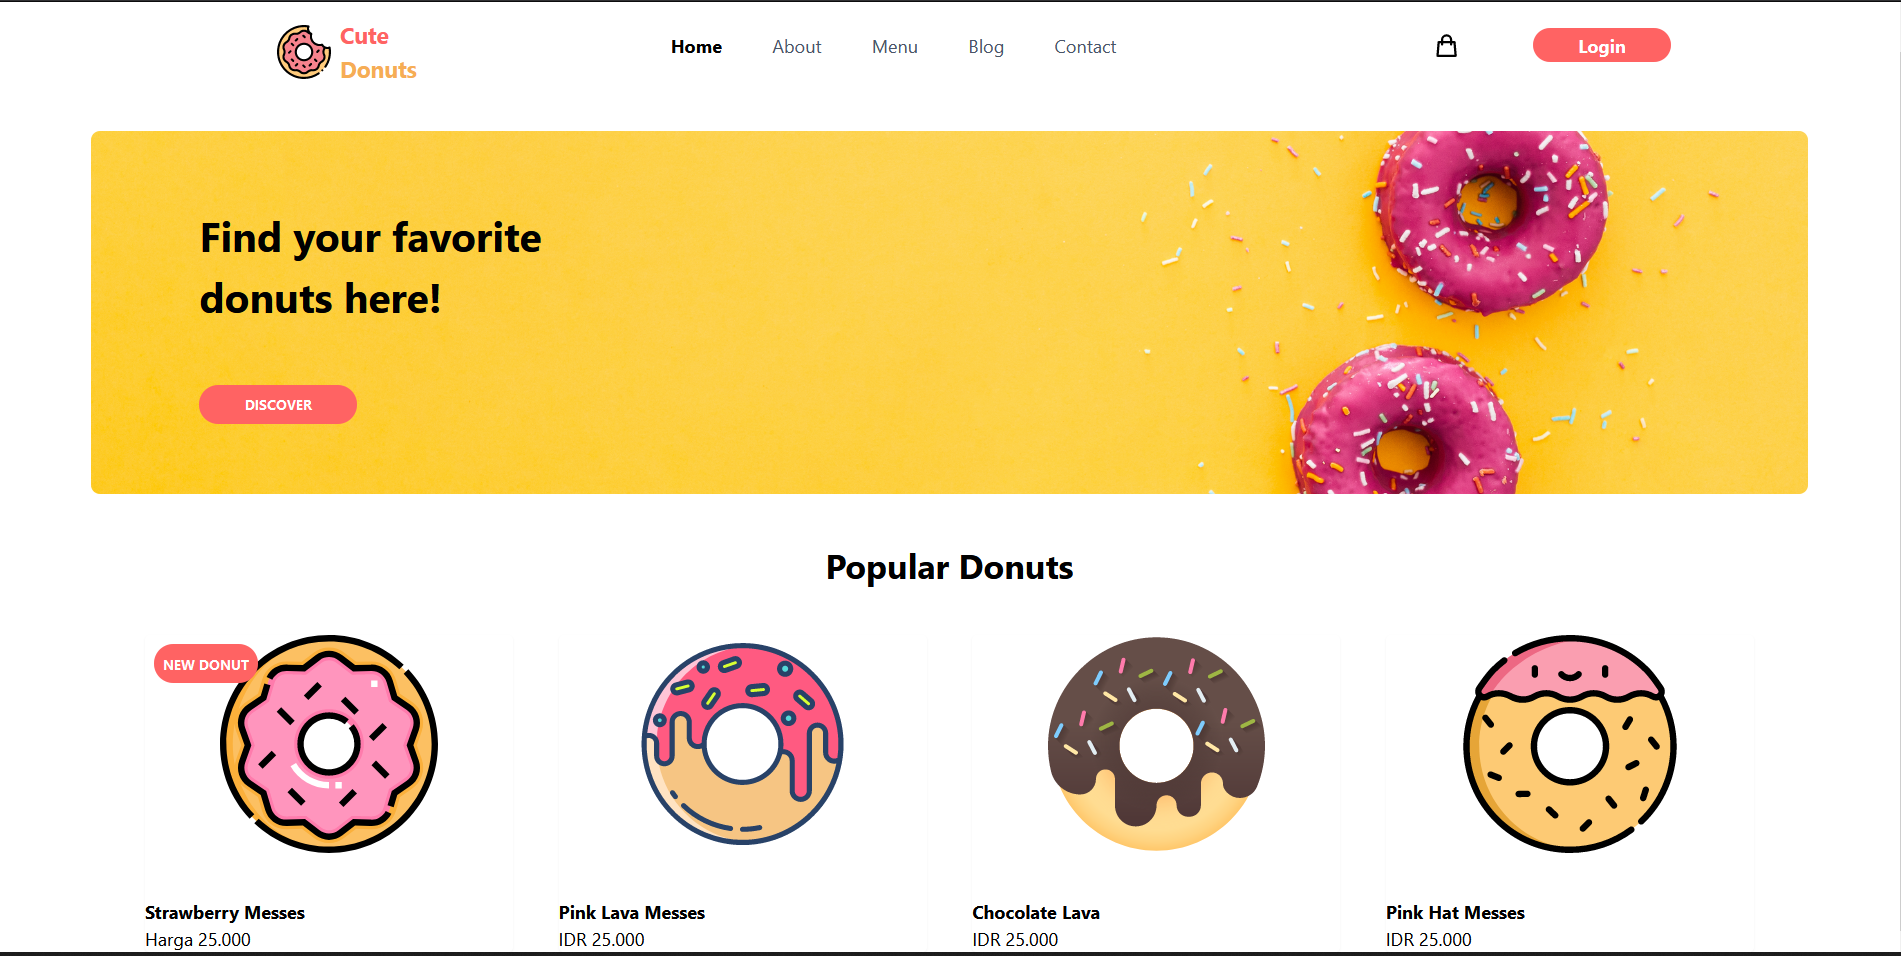 Cute
Donuts
Home About Menu Blog Contact
Login
Find your favorite
donuts here!
DISCOVER
Popular Donuts
NEW DONUT
Strawberry Messes
Harga 25.000
Pink Lava Messes
IDR 25.000
Chocolate Lava
IDR 25.000
Pink Hat Messes
IDR 25.000